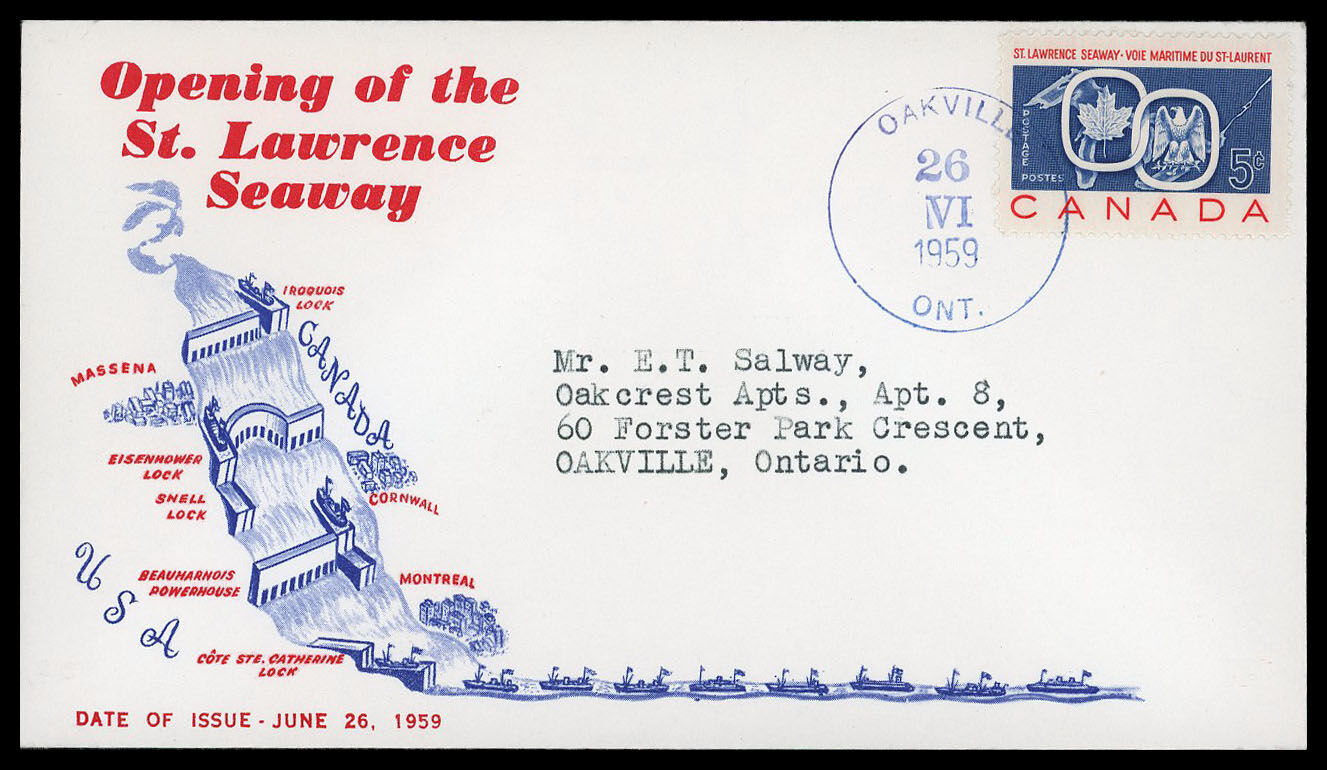 Opening of the
St. Lawrence
Seaway
ST. LAWRENCE SEAWAY · VOIE MARITIME DU ST-LAURENT
POSTAGE
POSTES
5¢
CANADA
OAKVILLE
26
VI
1959
ONT.
IROQUOIS
LOCK
CANADA
MASSENA
EISENHOWER
LOCK
SNELL
LOCK
CORNWALL
USA
BEAUHARNOIS
POWERHOUSE
MONTREAL
CÔTE STE. CATHERINE
LOCK
DATE OF ISSUE - JUNE 26, 1959
Mr. E.T. Salway,
Oakcrest Apts., Apt. 8,
60 Forster Park Crescent,
OAKVILLE, Ontario.